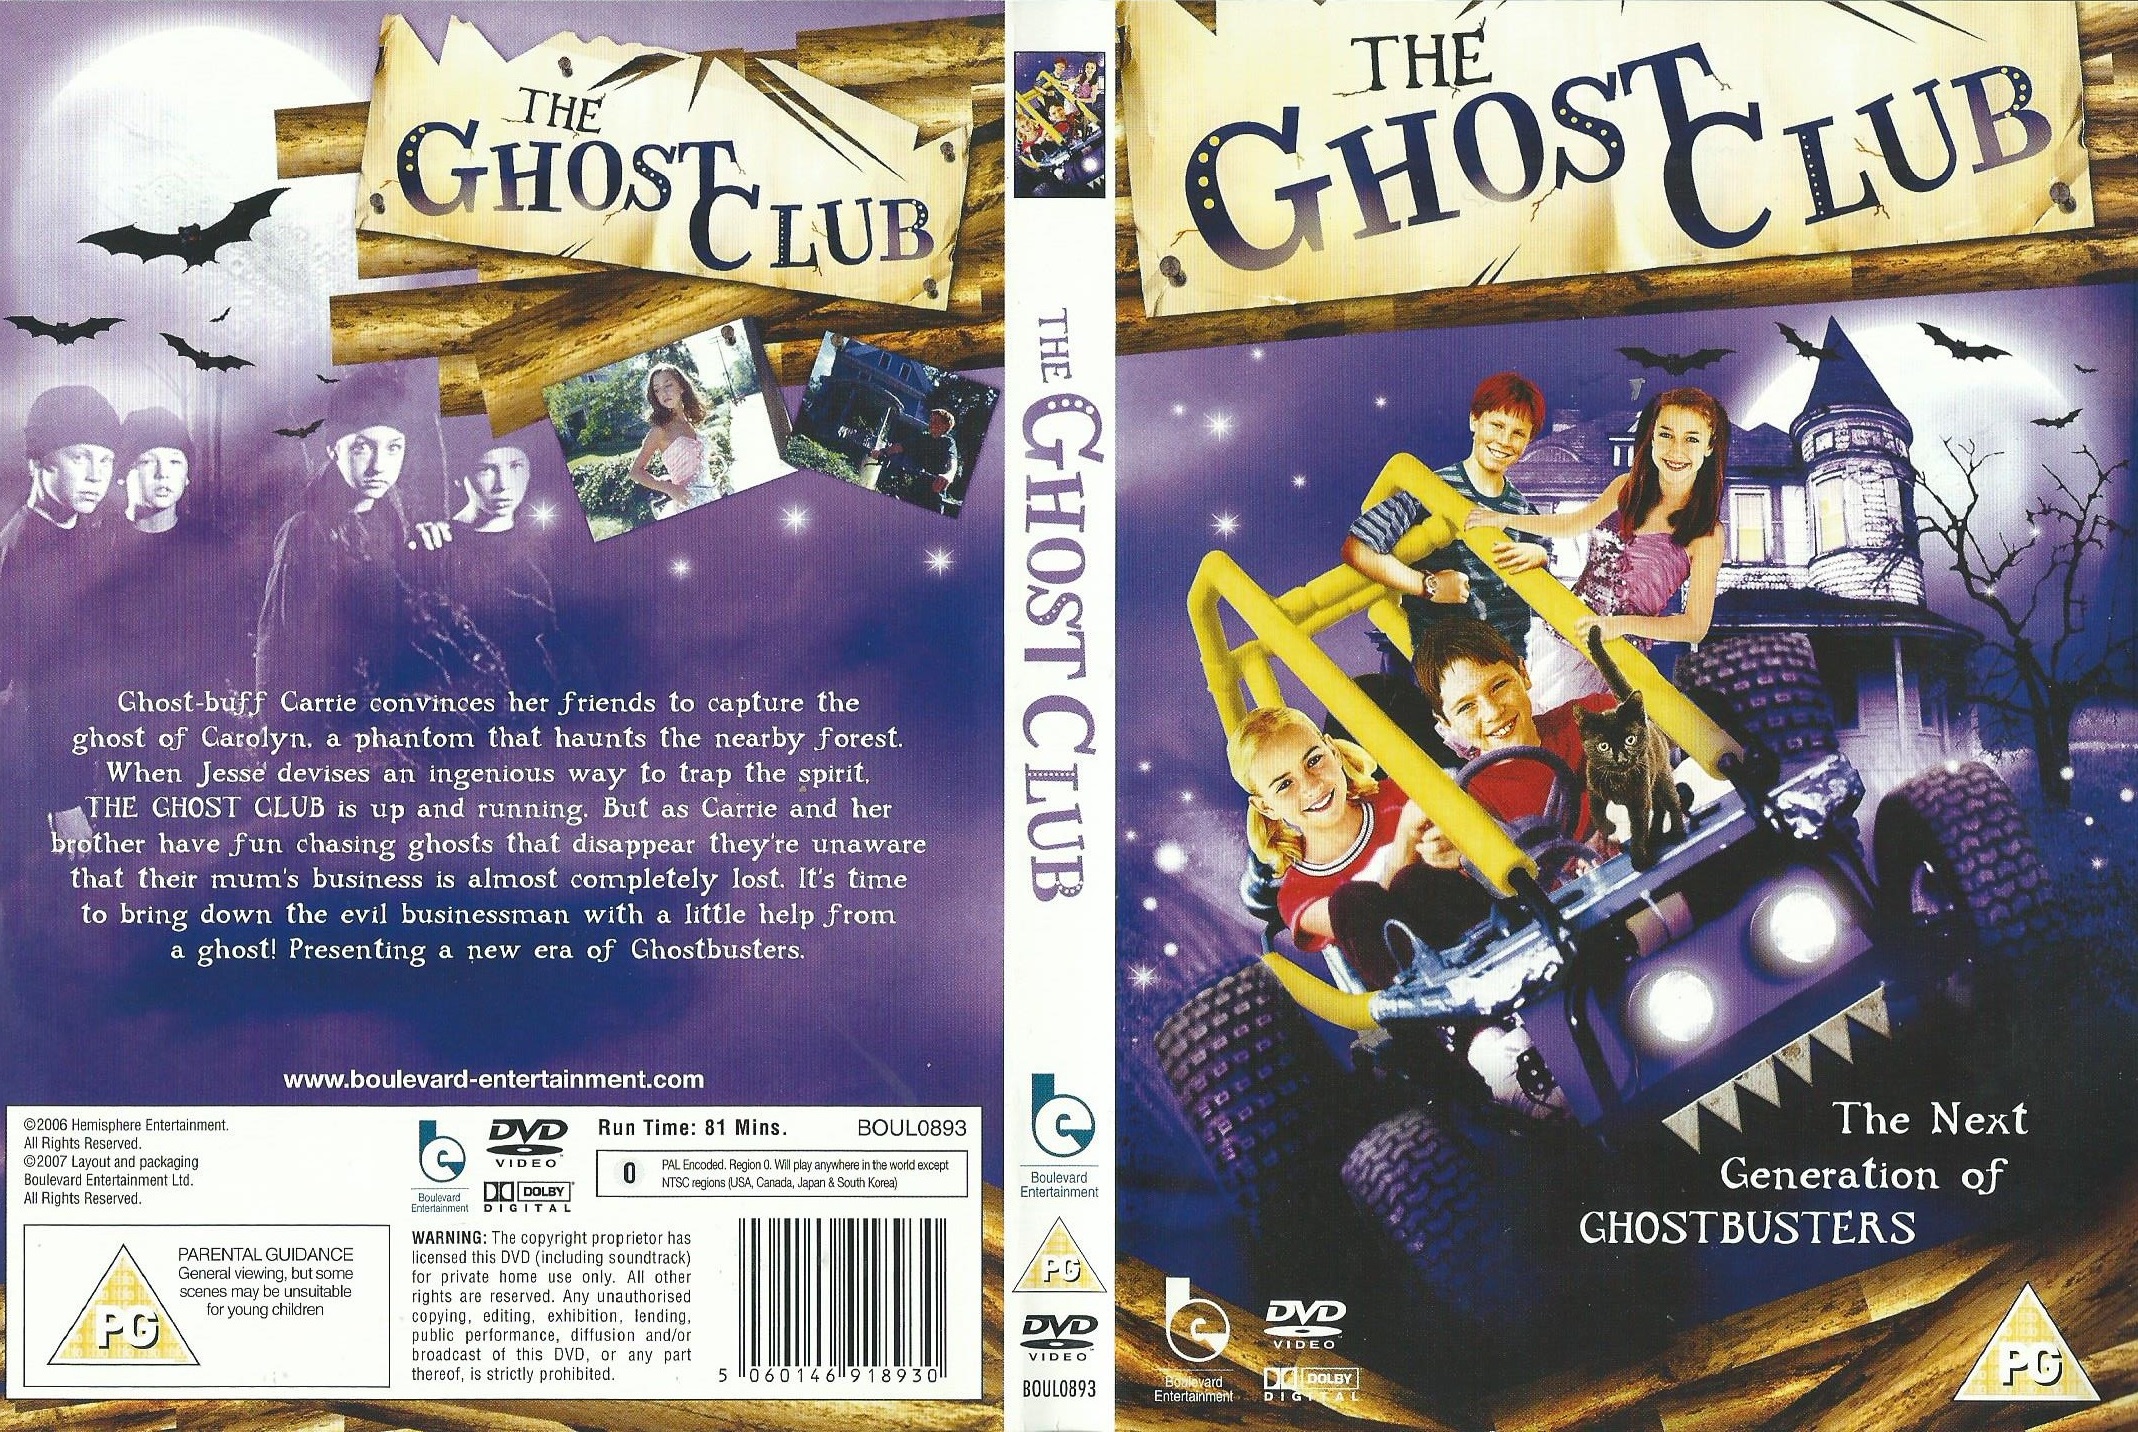 THE
GHOST CLUB
Ghost-buff Carrie convinces her friends to capture the
ghost of Carolyn, a phantom that haunts the nearby forest.
When Jesse devises an ingenious way to trap the spirit,
THE GHOST CLUB is up and running. But as Carrie and her
brother have fun chasing ghosts that disappear they're unaware
that their mum's business is almost completely lost. It's time
to bring down the evil businessman with a little help from
a ghost! Presenting a new era of Ghostbusters.
www.boulevard-entertainment.com
©2006 Hemisphere Entertainment.
All Rights Reserved.
©2007 Layout and packaging
Boulevard Entertainment Ltd.
All Rights Reserved.
PG
PARENTAL GUIDANCE
General viewing, but some
scenes may be unsuitable
for young children
be
Boulevard
Entertainment
DVD
VIDEO
DOLBY
DIGITAL
Run Time: 81 Mins.
BOUL0893
0
PAL Encoded. Region 0. Will play anywhere in the world except
NTSC regions (USA, Canada, Japan & South Korea)
WARNING: The copyright proprietor has
licensed this DVD (including soundtrack)
for private home use only. All other
rights are reserved. Any unauthorised
copying, editing, exhibition, lending,
public performance, diffusion and/or
broadcast of this DVD, or any part
thereof, is strictly prohibited.
5 060146 918930
THE GHOST CLUB
be
Boulevard
Entertainment
PG
DVD
VIDEO
BOUL0893
THE
GHOST CLUB
The Next
Generation of
GHOSTBUSTERS
be
Boulevard
Entertainment
DVD
VIDEO
DOLBY
DIGITAL
PG